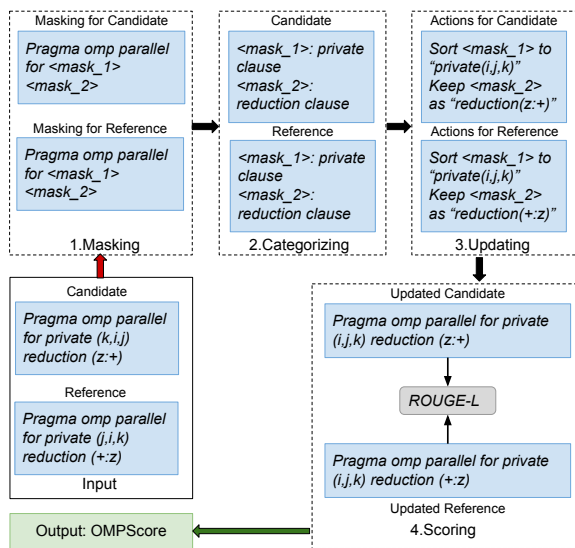 Masking for Candidate
Pragma omp parallel
for <mask_1>
<mask_2>
Masking for Reference
Pragma omp parallel
for <mask_1>
<mask_2>
1.Masking
Candidate
<mask_1>: private
clause
<mask_2>:
reduction clause
Reference
<mask_1>: private
clause
<mask_2>:
reduction clause
2.Categorizing
Actions for Candidate
Sort <mask_1> to
“private(i,j,k)”
Keep <mask_2>
as “reduction(z:+)”
Actions for Reference
Sort <mask_1> to
“private(i,j,k)”
Keep <mask_2>
as “reduction(+:z)”
3.Updating
Candidate
Pragma omp parallel
for private (k,i,j)
reduction (z:+)
Reference
Pragma omp parallel
for private (j,i,k)
reduction (+:z)
Input
Updated Candidate
Pragma omp parallel for private
(i,j,k) reduction (z:+)
ROUGE-L
Pragma omp parallel for private
(i,j,k) reduction (+:z)
Updated Reference
4.Scoring
Output: OMPScore